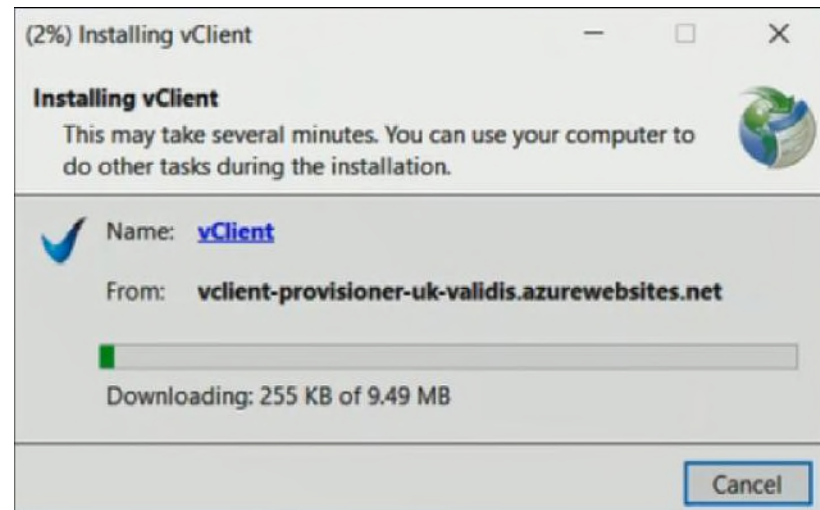 (2%) Installing vClient
Installing vClient
This may take several minutes. You can use your computer to
do other tasks during the installation.
Name: vClient
From: vclient-provisioner-uk-validis.azurewebsites.net
Downloading: 255 KB of 9.49 MB
Cancel